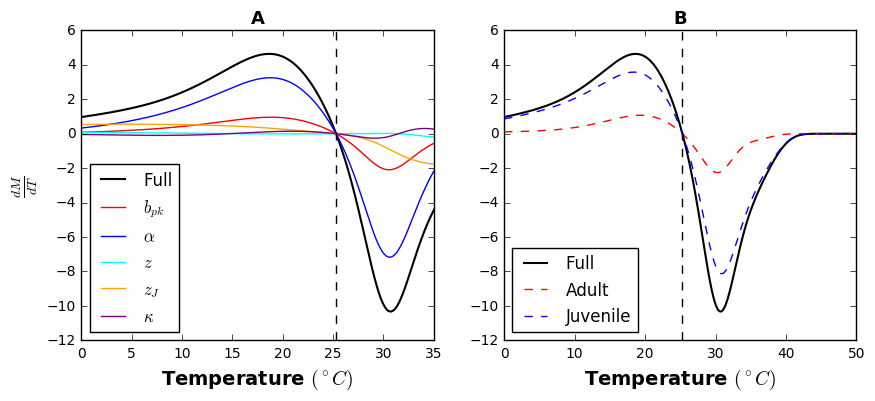 A
6
4
2
0
−2
−4
−6
−8
−10
−12
dM
dT
Full
b_pk
α
z
z_J
κ
0 5 10 15 20 25 30 35
Temperature (°C)
B
6
4
2
0
−2
−4
−6
−8
−10
−12
Full
Adult
Juvenile
0 10 20 30 40 50
Temperature (°C)